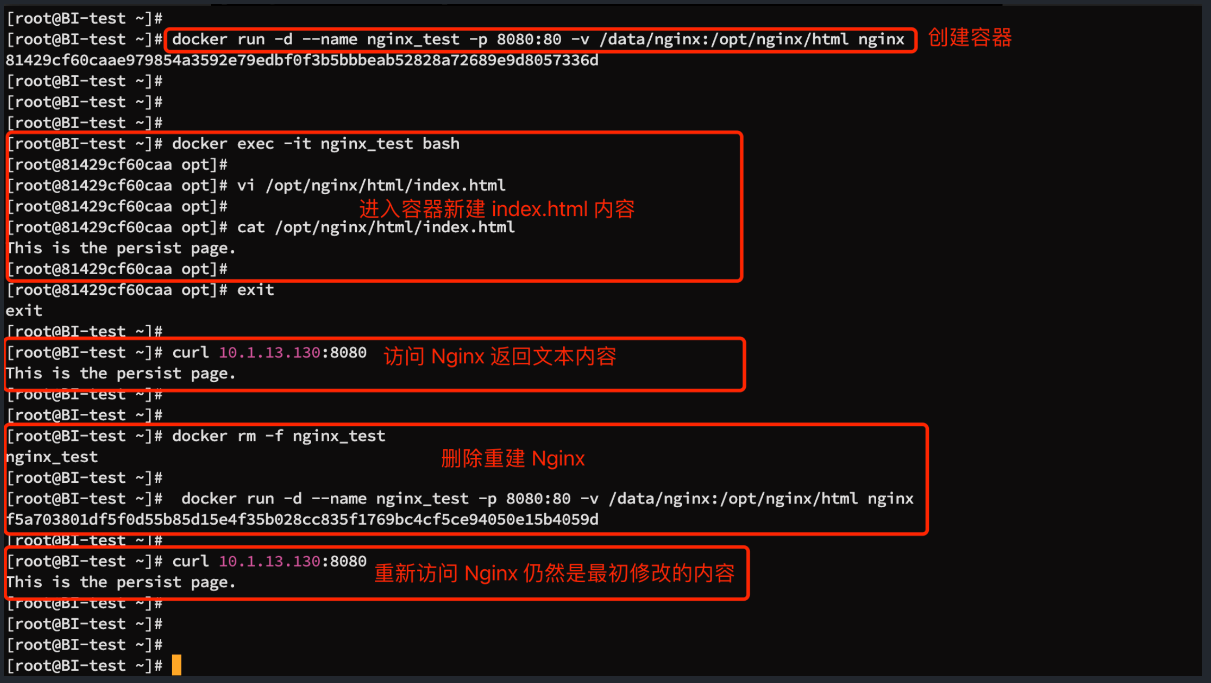 [root@BI-test ~]#
[root@BI-test ~]# docker run -d --name nginx_test -p 8080:80 -v /data/nginx:/opt/nginx/html nginx 创建容器
81429cf60caae979854a3592e79edbf0f3b5bbbeab52828a72689e9d8057336d
[root@BI-test ~]#
[root@BI-test ~]#
[root@BI-test ~]#
[root@BI-test ~]# docker exec -it nginx_test bash
[root@81429cf60caa opt]#
[root@81429cf60caa opt]# vi /opt/nginx/html/index.html
[root@81429cf60caa opt]# 进入容器新建 index.html 内容
[root@81429cf60caa opt]# cat /opt/nginx/html/index.html
This is the persist page.
[root@81429cf60caa opt]#
[root@81429cf60caa opt]# exit
exit
[root@BI-test ~]#
[root@BI-test ~]# curl 10.1.13.130:8080 访问 Nginx 返回文本内容
This is the persist page.
[root@BI-test ~]#
[root@BI-test ~]#
[root@BI-test ~]# docker rm -f nginx_test
nginx_test 删除重建 Nginx
[root@BI-test ~]#
[root@BI-test ~]#  docker run -d --name nginx_test -p 8080:80 -v /data/nginx:/opt/nginx/html nginx
f5a703801df5f0d55b85d15e4f35b028cc835f1769bc4cf5ce94050e15b4059d
[root@BI-test ~]#
[root@BI-test ~]# curl 10.1.13.130:8080 重新访问 Nginx 仍然是最初修改的内容
This is the persist page.
[root@BI-test ~]#
[root@BI-test ~]#
[root@BI-test ~]#
[root@BI-test ~]#